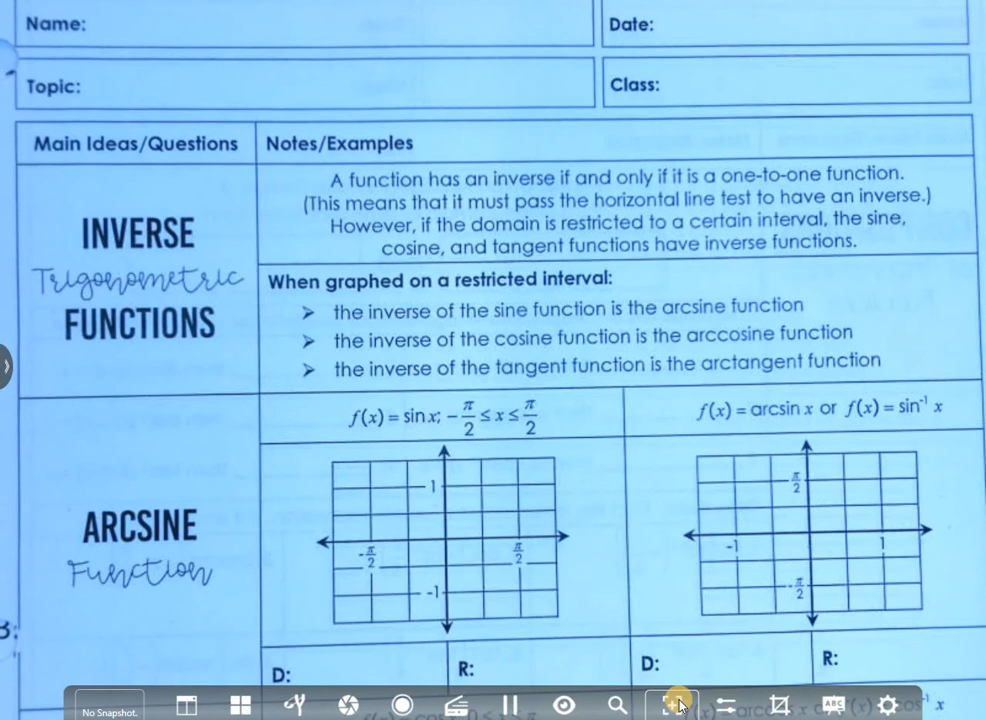 Name:
Date:
Topic:
Class:
Main Ideas/Questions
Notes/Examples
INVERSE
Trigonometric
FUNCTIONS
A function has an inverse if and only if it is a one-to-one function.
(This means that it must pass the horizontal line test to have an inverse.)
However, if the domain is restricted to a certain interval, the sine,
cosine, and tangent functions have inverse functions.
When graphed on a restricted interval:
➤ the inverse of the sine function is the arcsine function
➤ the inverse of the cosine function is the arccosine function
➤ the inverse of the tangent function is the arctangent function
ARCSINE
Function
f(x) = sin x; -π/2 ≤ x ≤ π/2
f(x) = arcsin x or f(x) = sin⁻¹ x
1
-π/2
π/2
-1
π/2
-1
1
-π/2
D:
R:
D:
R:
3:
No Snapshot.
ABC